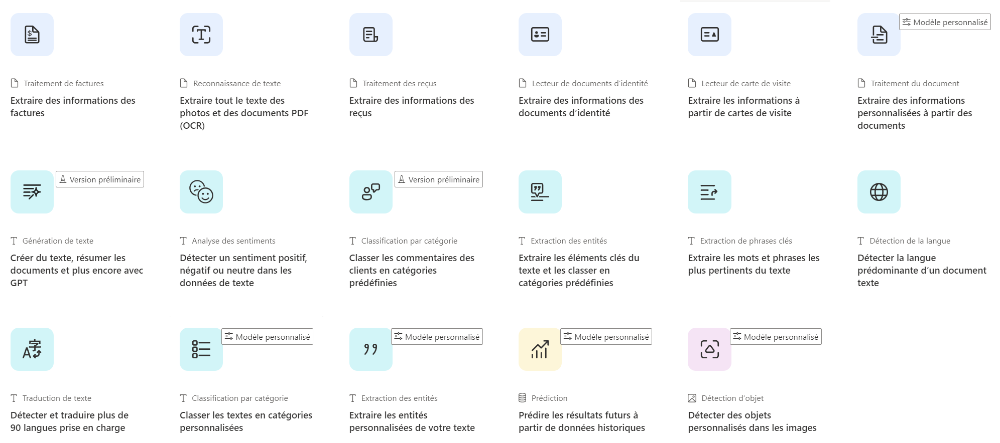 Modèle personnalisé
Traitement de factures
Extraire des informations des
factures
Reconnaissance de texte
Extraire tout le texte des
photos et des documents PDF
(OCR)
Traitement des reçus
Extraire des informations des
reçus
Lecteur de documents d’identité
Extraire des informations des
documents d’identité
Lecteur de carte de visite
Extraire les informations à
partir de cartes de visite
Traitement du document
Extraire des informations
personnalisées à partir des
documents
Version préliminaire
Génération de texte
Créer du texte, résumer les
documents et plus encore avec
GPT
Analyse des sentiments
Détecter un sentiment positif,
négatif ou neutre dans les
données de texte
Version préliminaire
Classification par catégorie
Classer les commentaires des
clients en catégories
prédéfinies
Extraction des entités
Extraire les éléments clés du
texte et les classer en
catégories prédéfinies
Extraction de phrases clés
Extraire les mots et phrases les
plus pertinents du texte
Détection de la langue
Détecter la langue
prédominante d’un document
texte
Traduction de texte
Détecter et traduire plus de
90 langues prise en charge
Modèle personnalisé
Classification par catégorie
Classer les textes en catégories
personnalisées
Modèle personnalisé
Extraction des entités
Extraire les entités
personnalisées de votre texte
Modèle personnalisé
Prédiction
Prédire les résultats futurs à
partir de données historiques
Modèle personnalisé
Détection d’objet
Détecter des objets
personnalisés dans les images